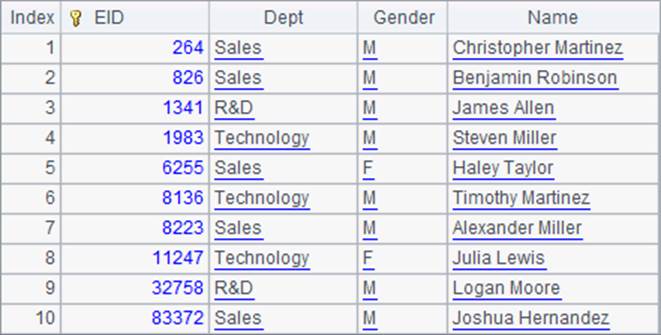 Index EID Dept Gender Name
1 264 Sales M Christopher Martinez
2 826 Sales M Benjamin Robinson
3 1341 R&D M James Allen
4 1983 Technology M Steven Miller
5 6255 Sales F Haley Taylor
6 8136 Technology M Timothy Martinez
7 8223 Sales M Alexander Miller
8 11247 Technology F Julia Lewis
9 32758 R&D M Logan Moore
10 83372 Sales M Joshua Hernandez